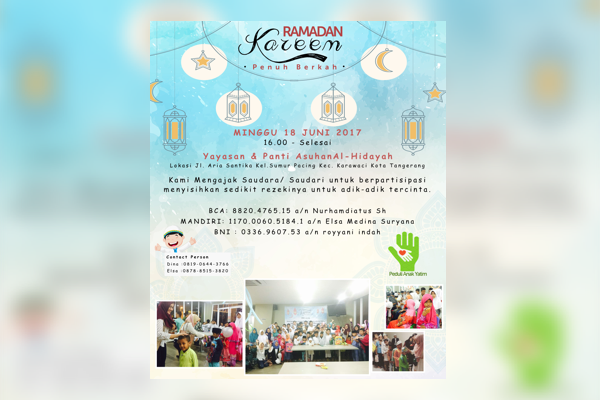 RAMADAN
Kareem
• Penuh Berkah •
MINGGU 18 JUNI 2017
16.00 - Selesai
Yayasan & Panti AsuhanAl-Hidayah
Lokasi Jl. Aria Santika Kel.Sumur Pacing Kec. Karawaci Kota Tangerang
Kami Mengajak Saudara/ Saudari untuk berpartisipasi
menyisihkan sedikit rezekinya untuk adik-adik tercinta.
BCA: 8820.4765.15 a/n Nurhamdiatus Sh
MANDIRI: 1170.0060.5184.1 a/n Elsa Medina Suryana
BNI : 0336.9607.53 a/n royyani indah
Contact Person
Dina :0819-0644-3766
Elsa :0878-8515-3820
Peduli Anak Yatim